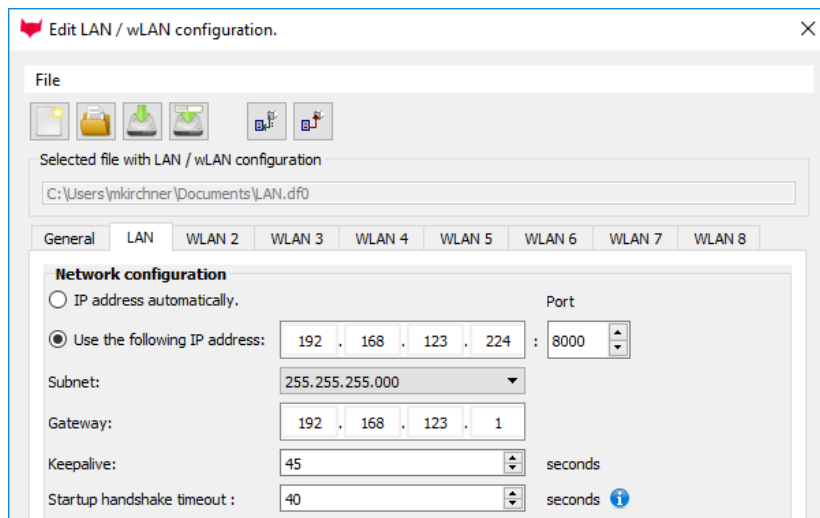 Edit LAN / wLAN configuration.
File
Selected file with LAN / wLAN configuration
C:\Users\mkirchner\Documents\LAN.df0
General LAN WLAN 2 WLAN 3 WLAN 4 WLAN 5 WLAN 6 WLAN 7 WLAN 8
Network configuration
IP address automatically. Port
Use the following IP address: 192 . 168 . 123 . 224 : 8000
Subnet: 255.255.255.000
Gateway: 192 . 168 . 123 . 1
Keepalive: 45 seconds
Startup handshake timeout : 40 seconds